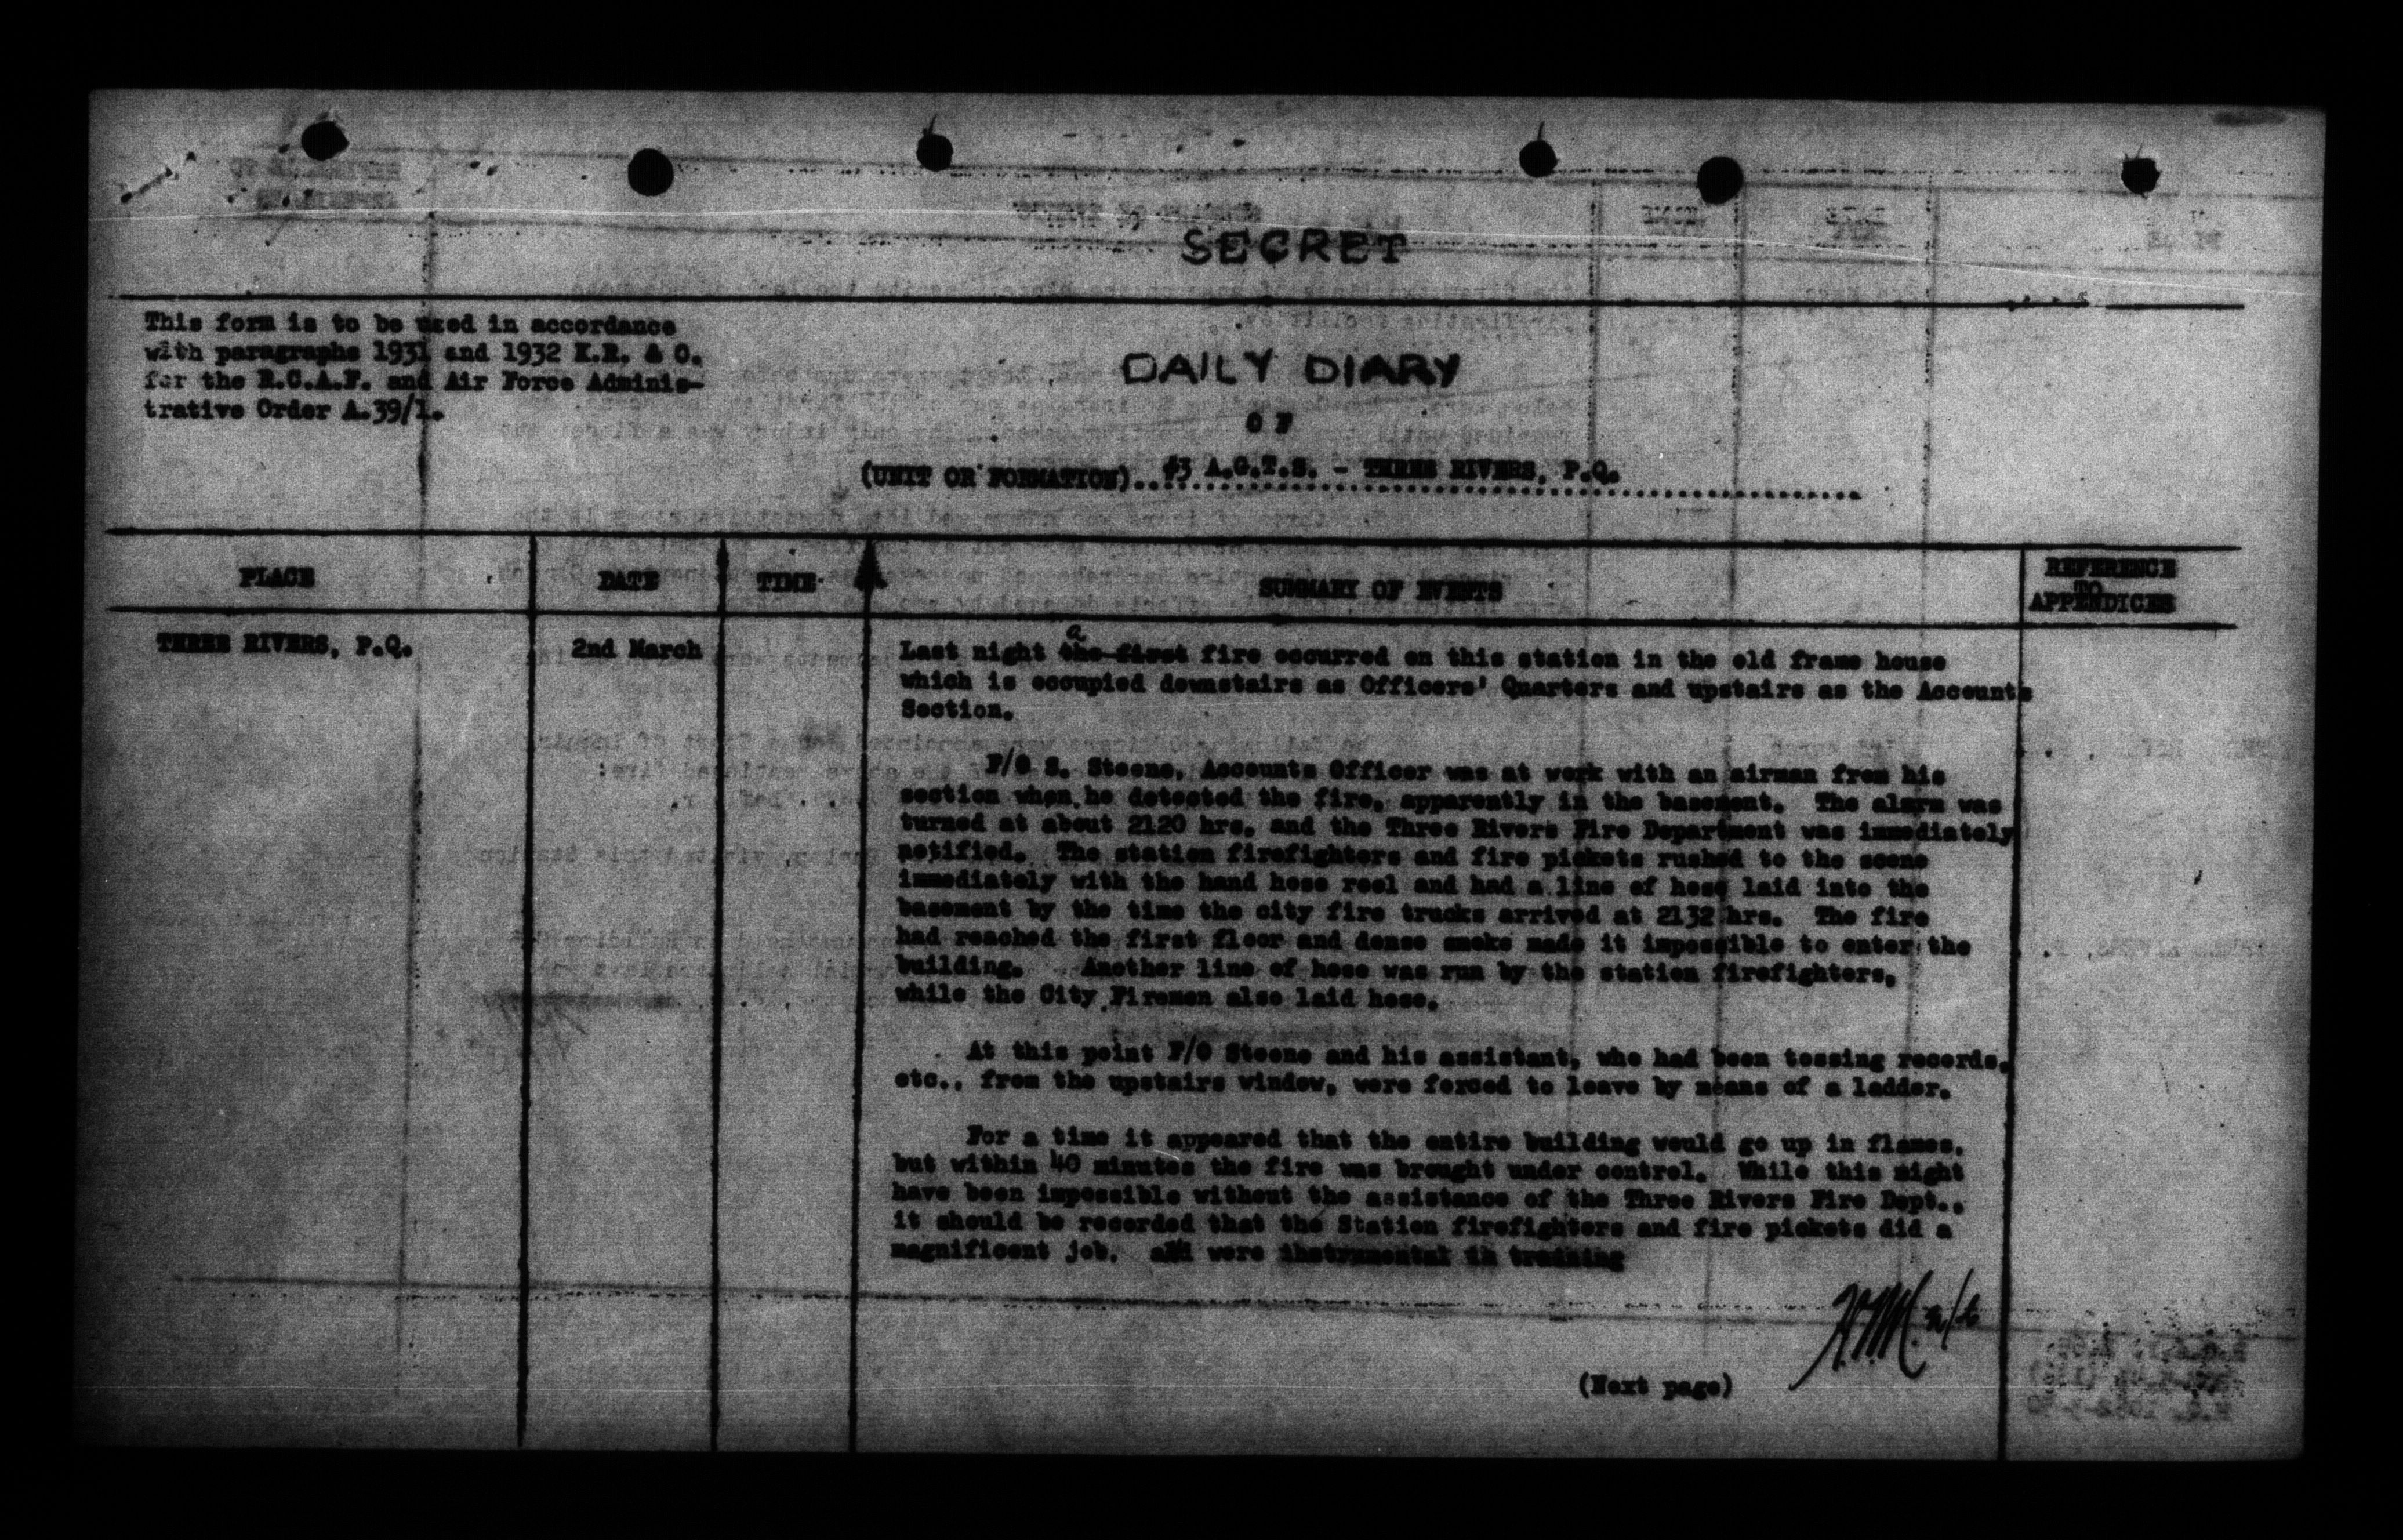 SECRET
This form is to be used in accordance
with paragraphs 1931 and 1932 K.R. & O.
for the R.C.A.F. and Air Force Adminis-
trative Order A.39/1.
DAILY DIARY
OF
(UNIT OR FORMATION)..#3 A.G.T.S. - THREE RIVERS, P.Q.
PLACE DATE TIME SUMMARY OF EVENTS REFERENCE TO APPENDICES
THREE RIVERS, P.Q. 2nd March
a
Last night the first fire occurred on this station in the old frame house
which is occupied downstairs as Officers' Quarters and upstairs as the Accounts
Section.
F/O S. Steene, Accounts Officer was at work with an airman from his
section when he detected the fire, apparently in the basement. The alarm was
turned at about 2120 hrs. and the Three Rivers Fire Department was immediately
notified. The station firefighters and fire pickets rushed to the scene
immediately with the hand hose reel and had a line of hose laid into the
basement by the time the city fire trucks arrived at 2132 hrs. The fire
had reached the first floor and dense smoke made it impossible to enter the
building. Another line of hose was run by the station firefighters,
while the City Firemen also laid hose.
At this point F/O Steene and his assistant, who had been tossing records,
etc., from the upstairs window, were forced to leave by means of a ladder.
For a time it appeared that the entire building would go up in flames,
but within 40 minutes the fire was brought under control. While this might
have been impossible without the assistance of the Three Rivers Fire Dept.,
it should be recorded that the Station firefighters and fire pickets did a
magnificent job. and were instrumental in
(Next page)